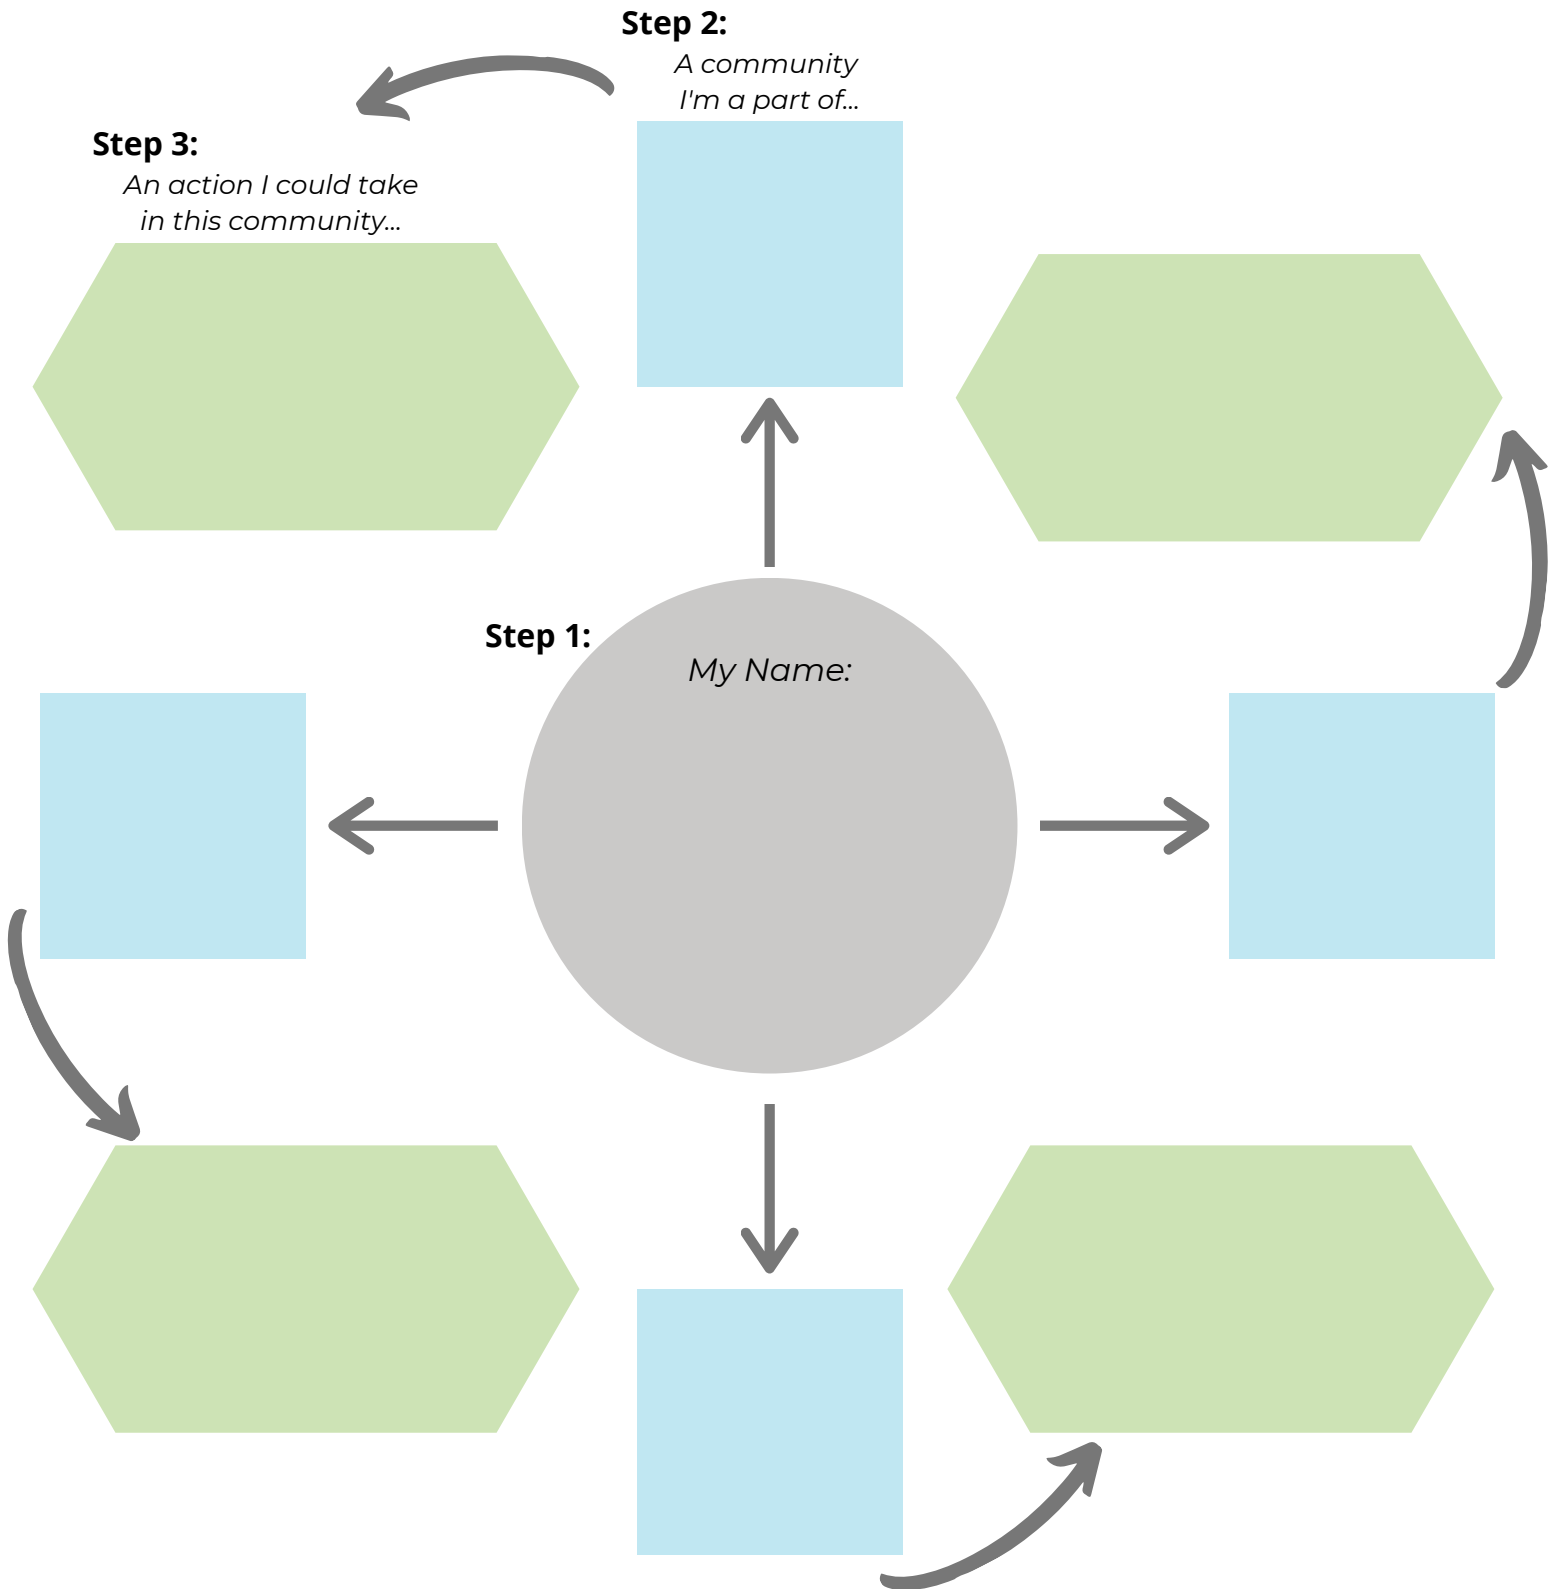 Step 2:
A community
I'm a part of...
Step 3:
An action I could take
in this community...
Step 1:
My Name: